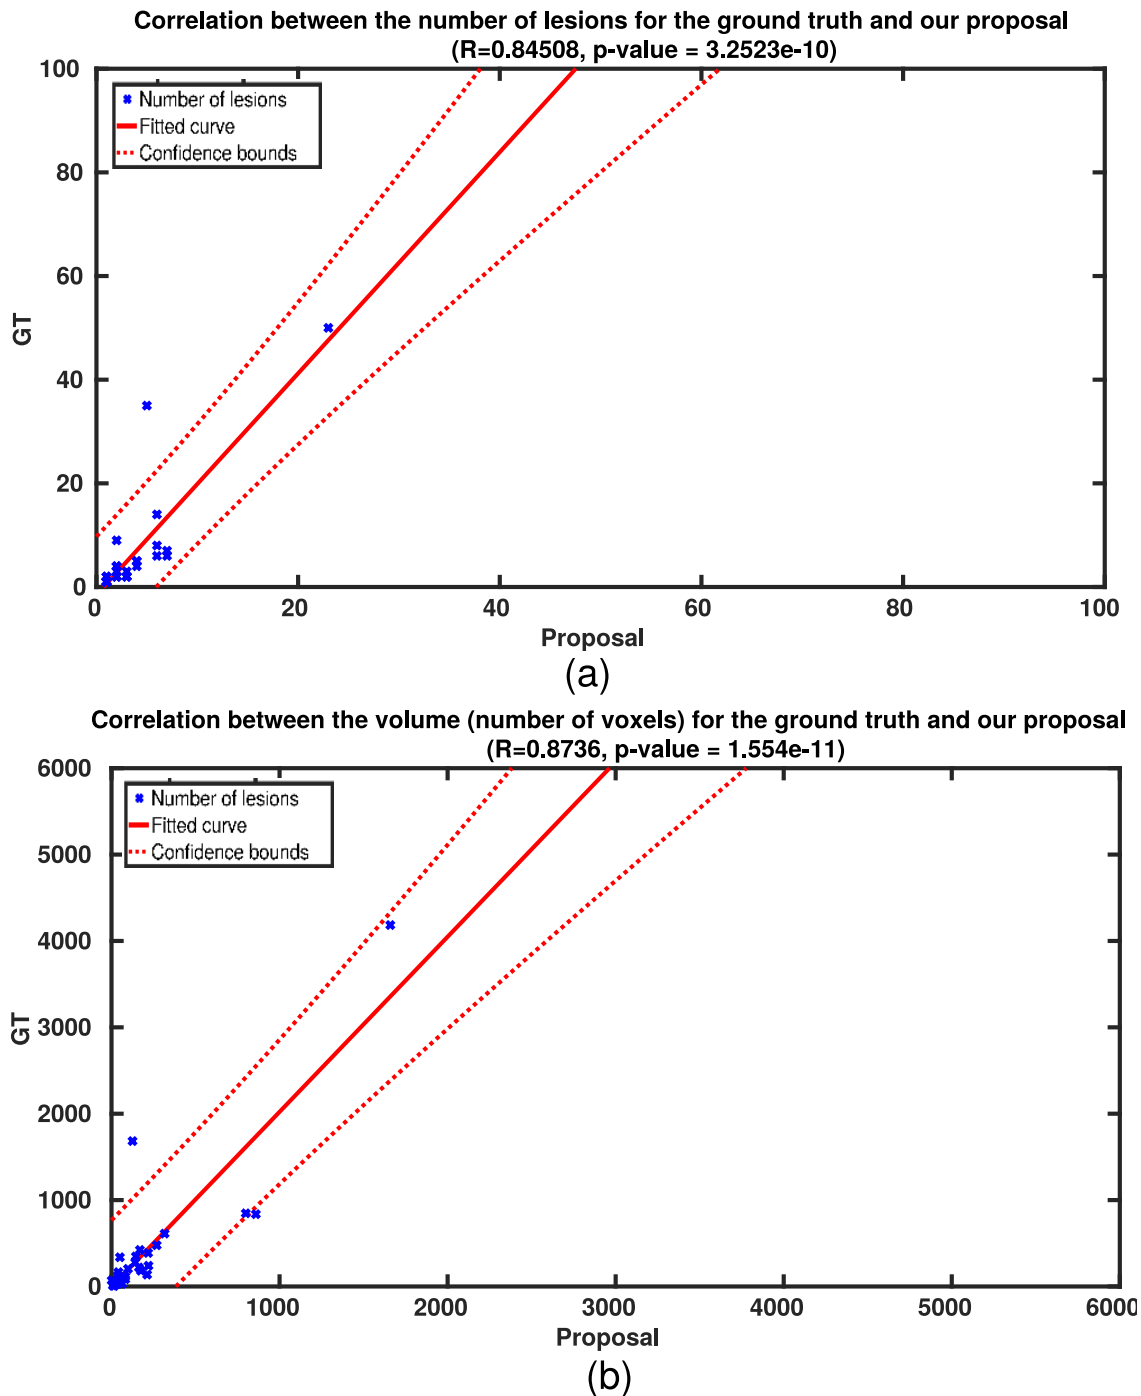 Correlation between the number of lesions for the ground truth and our proposal
(R=0.84508, p-value = 3.2523e-10)
100
80
60
40
20
0
GT
Number of lesions
Fitted curve
Confidence bounds
0 20 40 60 80 100
Proposal
(a)
Correlation between the volume (number of voxels) for the ground truth and our proposal
(R=0.8736, p-value = 1.554e-11)
6000
5000
4000
3000
2000
1000
0
GT
Number of lesions
Fitted curve
Confidence bounds
0 1000 2000 3000 4000 5000 6000
Proposal
(b)